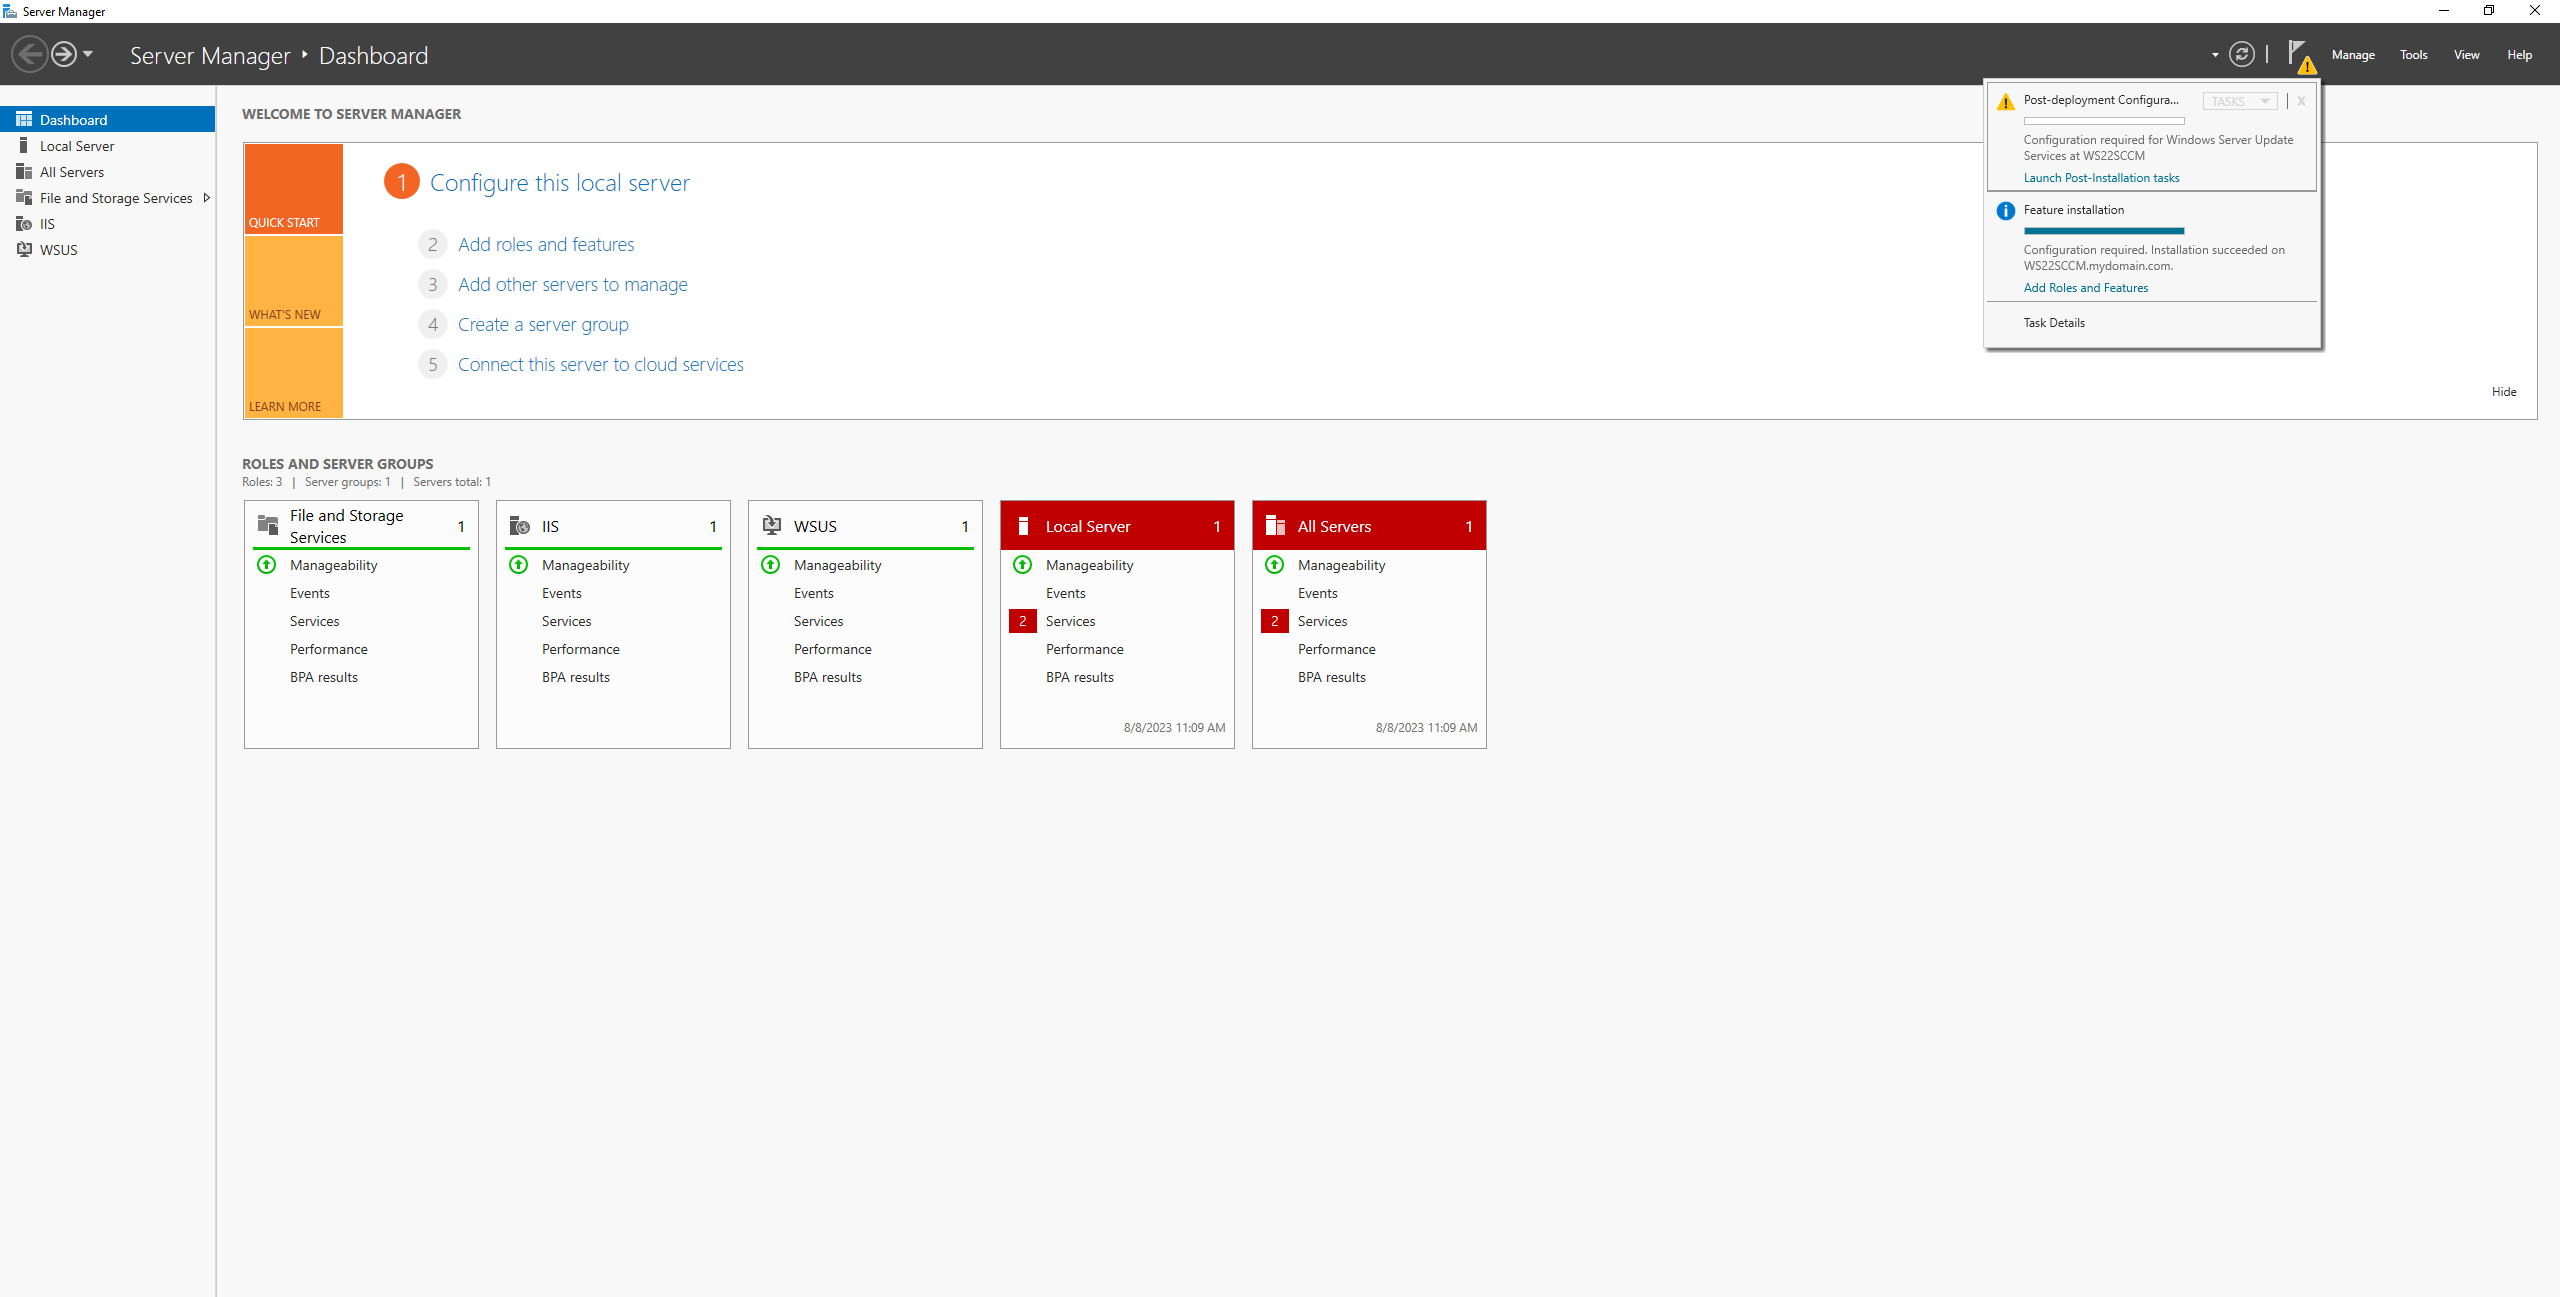 Server Manager
Server Manager Dashboard
Manage Tools View Help
Dashboard
Local Server
All Servers
File and Storage Services
IIS
WSUS
WELCOME TO SERVER MANAGER
QUICK START
WHAT'S NEW
LEARN MORE
1 Configure this local server
2 Add roles and features
3 Add other servers to manage
4 Create a server group
5 Connect this server to cloud services
Hide
Post-deployment Configura... TASKS X
Configuration required for Windows Server Update
Services at WS22SCCM
Launch Post-Installation tasks
Feature installation
Configuration required. Installation succeeded on
WS22SCCM.mydomain.com.
Add Roles and Features
Task Details
ROLES AND SERVER GROUPS
Roles: 3 | Server groups: 1 | Servers total: 1
File and Storage
Services 1
Manageability
Events
Services
Performance
BPA results
IIS 1
Manageability
Events
Services
Performance
BPA results
WSUS 1
Manageability
Events
Services
Performance
BPA results
Local Server 1
Manageability
Events
2 Services
Performance
BPA results
8/8/2023 11:09 AM
All Servers 1
Manageability
Events
2 Services
Performance
BPA results
8/8/2023 11:09 AM